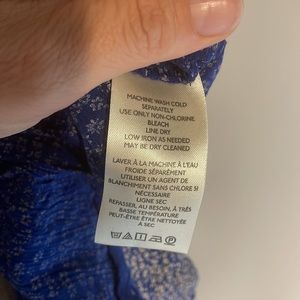 MACHINE WASH COLD
SEPARATELY
USE ONLY NON-CHLORINE
BLEACH
LINE DRY
LOW IRON AS NEEDED
MAY BE DRY CLEANED
LAVER À LA MACHINE À L'EAU
FROIDE SÉPARÉMENT
UTILISER UN AGENT DE
BLANCHIMENT SANS CHLORE SI
NÉCESSAIRE
LIGNE SEC
REPASSER, AU BESOIN, À TRÈS
BASSE TEMPÉRATURE
PEUT-ÊTRE ÊTRE NETTOYÉE
À SEC